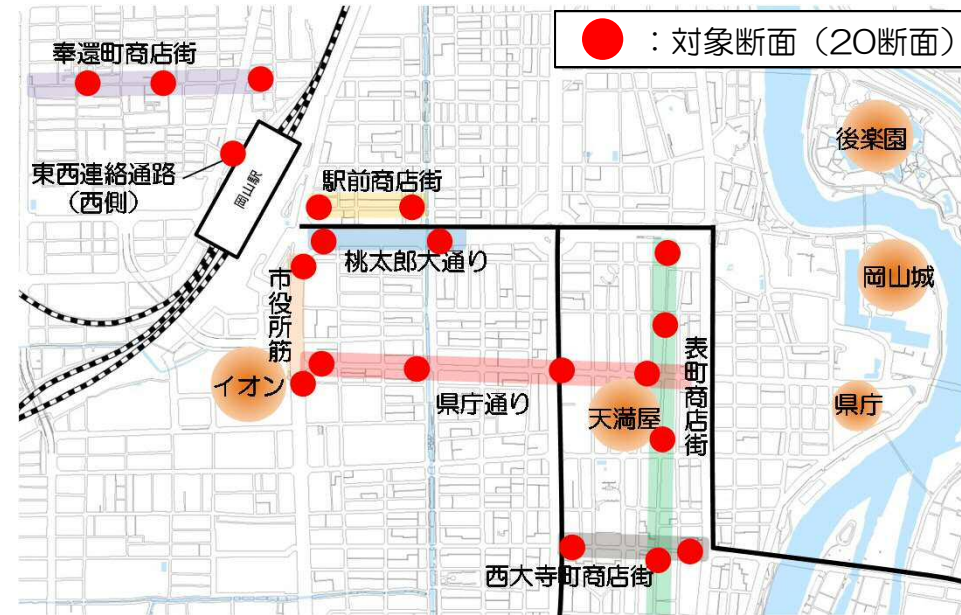 ：対象断面（20断面）
奉還町商店街
後楽園
東西連絡通路
（西側）
岡山駅
駅前商店街
桃太郎大通り
岡山城
市役所筋
表町商店街
イオン
県庁通り
天満屋
県庁
西大寺町商店街